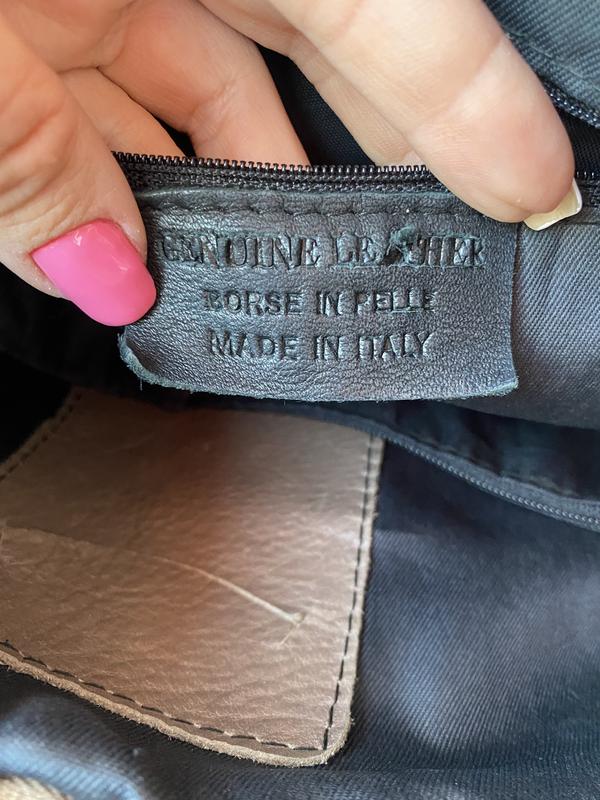 GENUINE LEATHER
BORSE IN PELLE
MADE IN ITALY